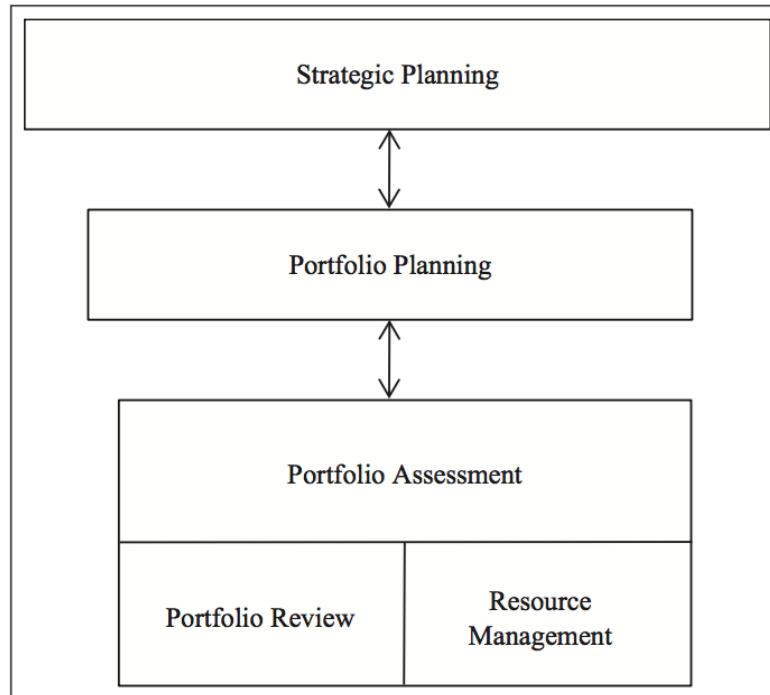 Strategic Planning
Portfolio Planning
Portfolio Assessment
Portfolio Review
Resource
Management